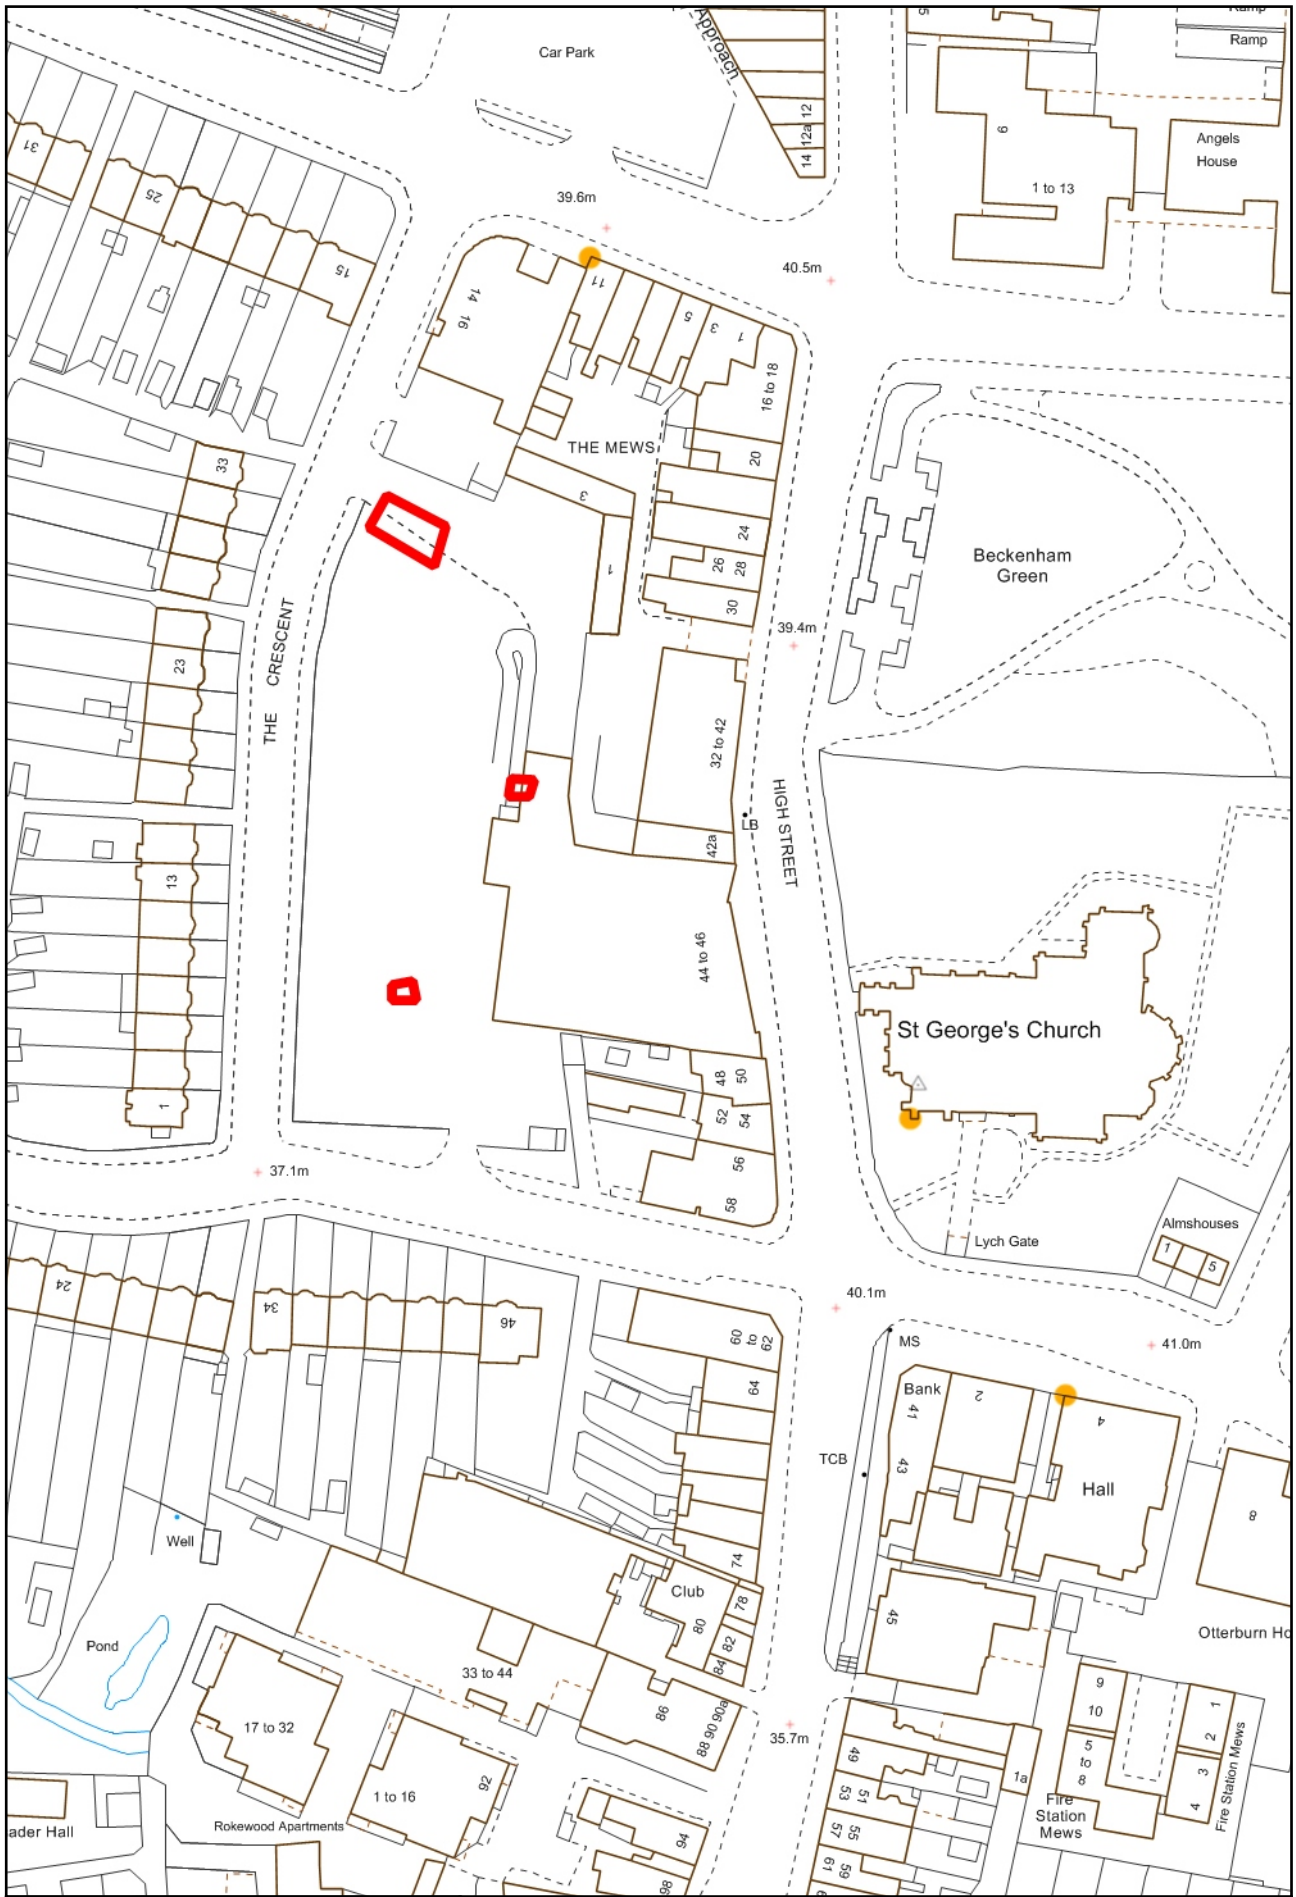 Approach
Car Park
5
Ramp
Ramp
12
12a
14
6
1 to 13
Angels
House
31
25
15
39.6m
40.5m
14
16
11
5
3
1
16 to 18
THE MEWS
20
33
3
24
26
28
1
30
Beckenham
Green
39.4m
THE CRESCENT
23
32 to 42
HIGH STREET
LB
42a
13
44 to 46
St George's Church
48
50
52
54
1
56
58
37.1m
Almshouses
1
5
Lych Gate
40.1m
24
34
46
60
to
62
MS
41.0m
64
Bank
41
43
2
4
TCB
Hall
8
Well
74
Club
78
80
82
84
45
Otterburn Ho
Pond
33 to 44
17 to 32
86
88 90 90a
35.7m
9
10
1
2
5
to
8
3
4
Fire Station Mews
Fire
Station
Mews
1 to 16
92
49
51
53
55
57
59
61
1a
ader Hall
Rokewood Apartments
94
98